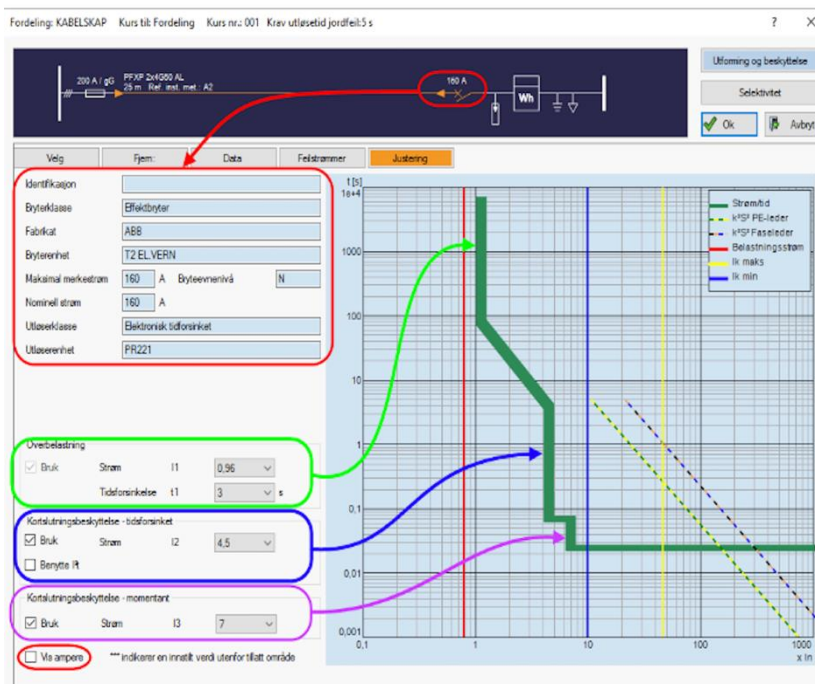 Fordeling: KABELSKAP Kurs til: Fordeling Kurs nr.: 001 Krav utløsetid jordfeil:5 s
? X
200 A / gG
PFXP 2x4G50 AL
25 m Ref. inst. met.: A2
160 A
Wh
Utforming og beskyttelse
Selektivitet
Ok
Avbryt
Velg
Fjern:
Data
Feilstrømmer
Justering
Identifikasjon
Bryterklasse Effektbryter
Fabrikat ABB
Bryterenhet T2 EL.VERN
Maksimal merkestrøm 160 A Bryteevnenivå N
Nominell strøm 160 A
Utløserklasse Elektronisk tidforsinket
Utløserenhet PR221
Overbelastning
Bruk Strøm I1 0,96
Tidsforsinkelse t1 3 s
Kortslutningsbeskyttelse - tidsforsinket
Bruk Strøm I2 4,5
Benytte I²t
Kortslutningsbeskyttelse - momentant
Bruk Strøm I3 7
Vis ampere *** indikerer en innstilt verdi utenfor tillatt område
t [s]
1e+4
1000
100
10
1
0,1
0,01
0,001
0,1
1
10
100
1000
x In
Strøm/tid
k²S² PE-leder
k²S² Faseleder
Belastningsstrøm
Ik maks
Ik min